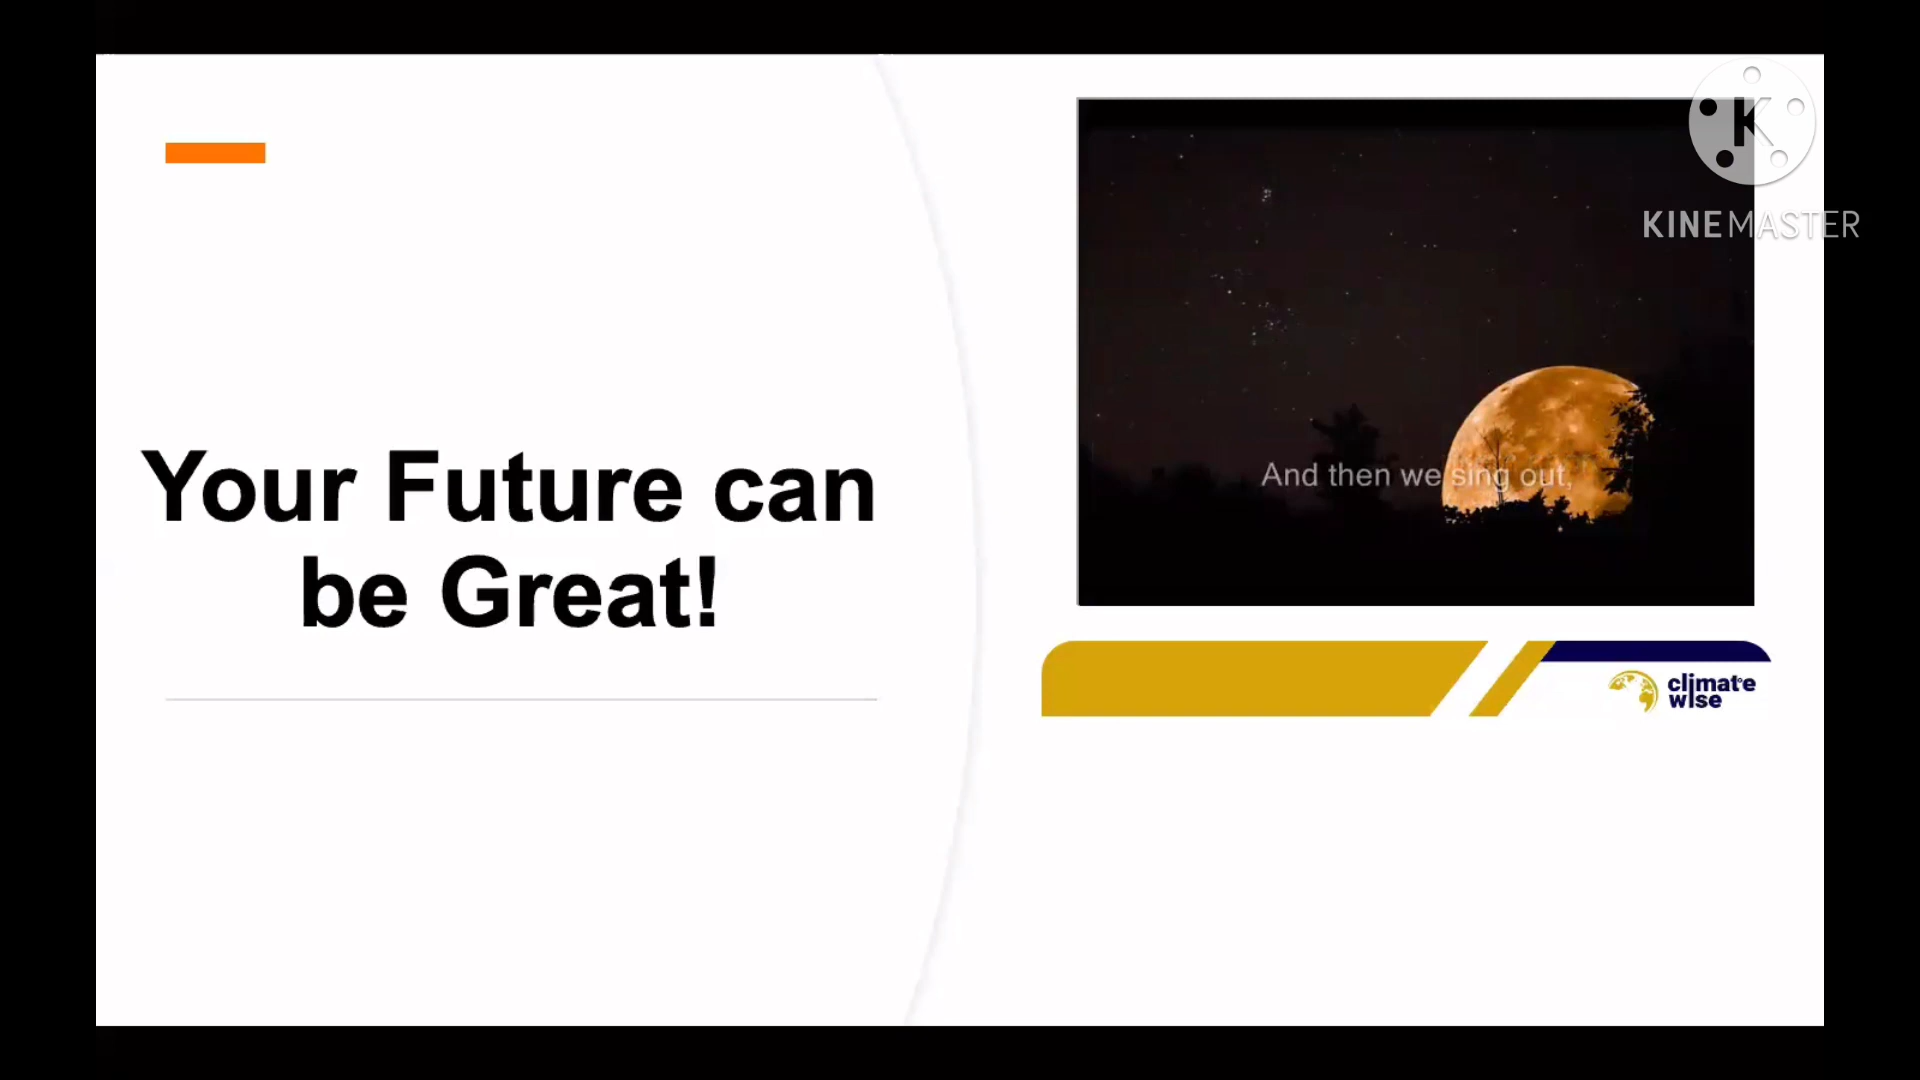 Your Future can
be Great!
And then we sing out,
K
KINEMASTER
climate
wise